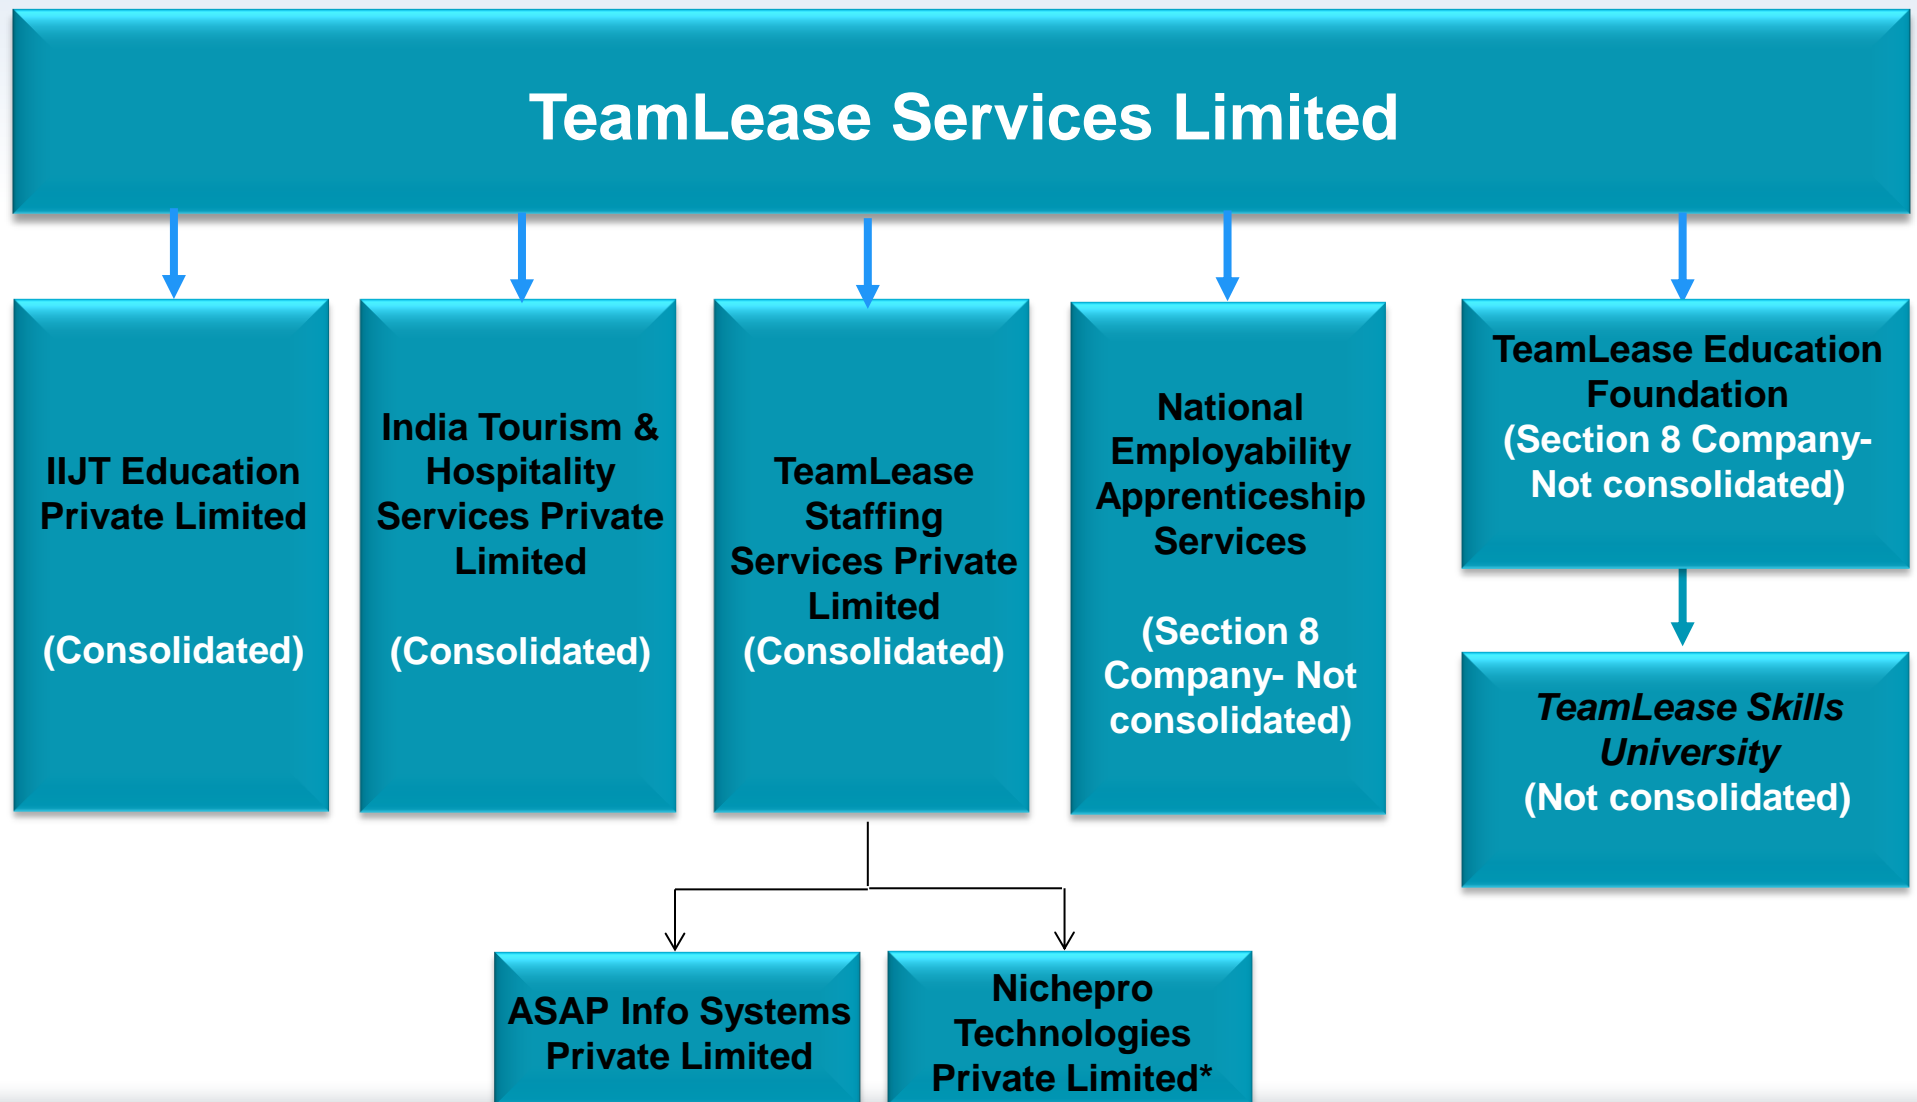 TeamLease Services Limited
IIJT Education
Private Limited
(Consolidated)
India Tourism &
Hospitality
Services Private
Limited
(Consolidated)
TeamLease
Staffing
Services Private
Limited
(Consolidated)
National
Employability
Apprenticeship
Services
(Section 8
Company- Not
consolidated)
TeamLease Education
Foundation
(Section 8 Company-
Not consolidated)
TeamLease Skills
University
(Not consolidated)
ASAP Info Systems
Private Limited
Nichepro
Technologies
Private Limited*